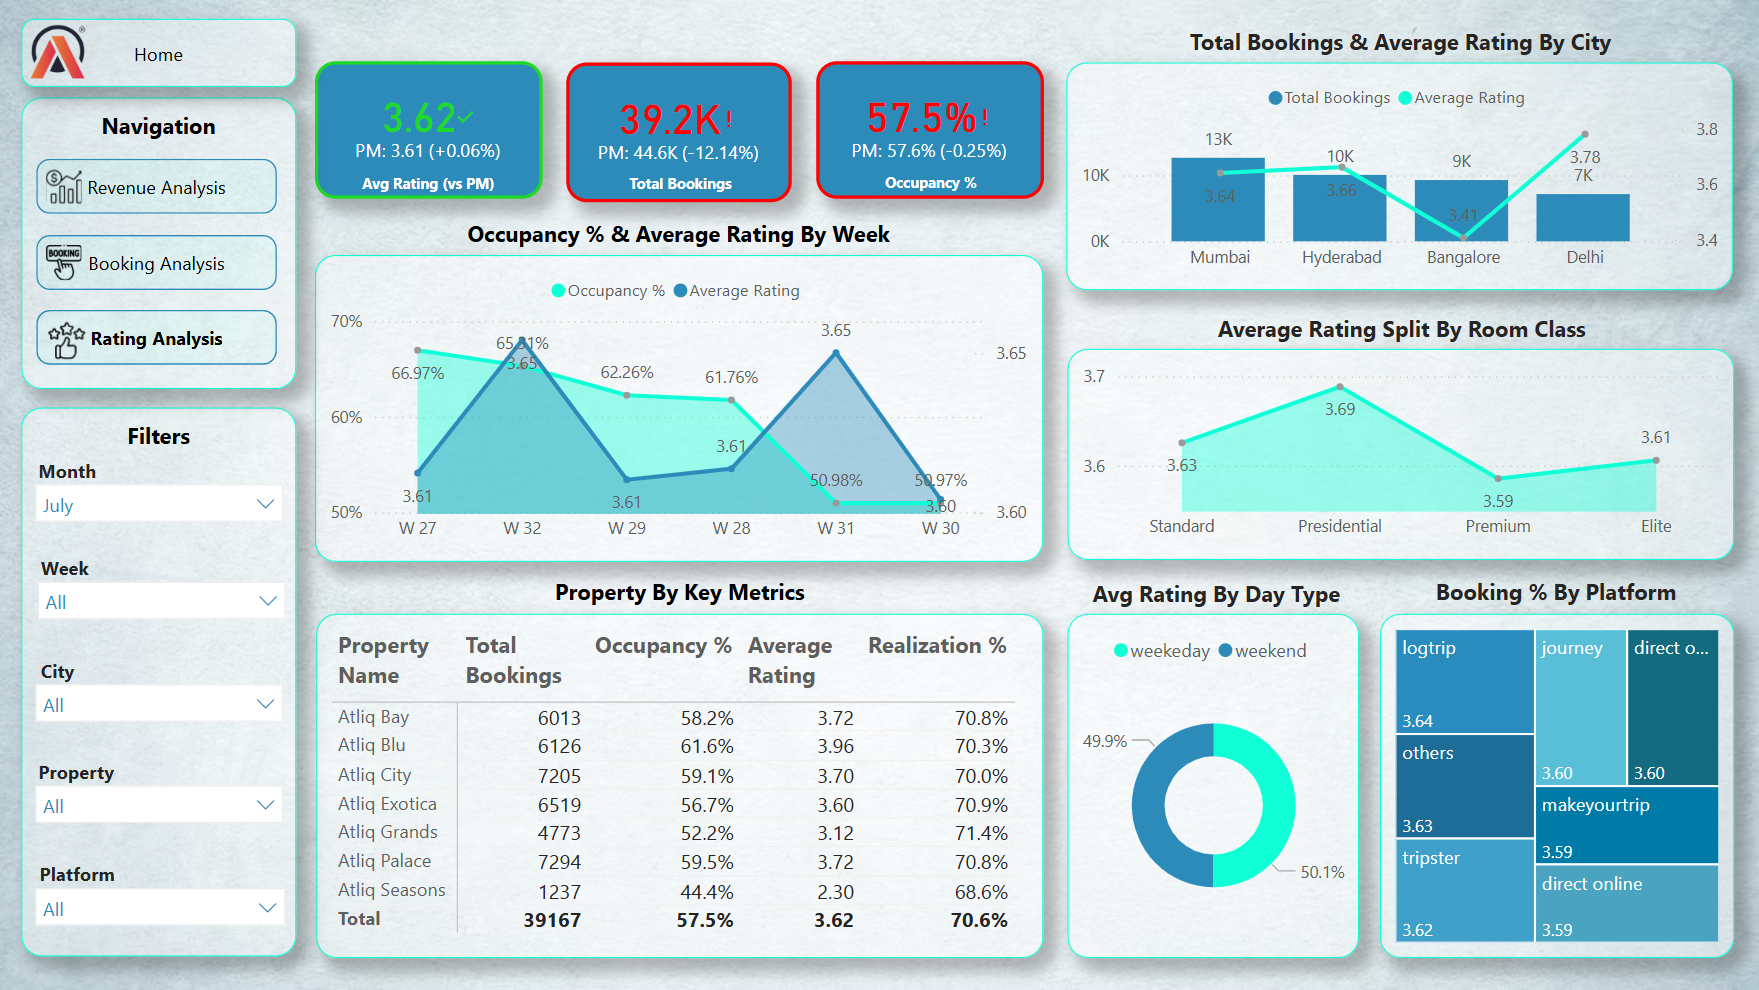 Home
Navigation
Revenue Analysis
BOOKING
Booking Analysis
Rating Analysis
Filters
Month
July
Week
All
City
All
Property
All
Platform
All
3.62
PM: 3.61 (+0.06%)
Avg Rating (vs PM)
39.2K!
PM: 44.6K (-12.14%)
Total Bookings
57.5%!
PM: 57.6% (-0.25%)
Occupancy %
Occupancy % & Average Rating By Week
Occupancy % Average Rating
70%
60%
50%
3.65
3.60
66.97%
65.31%
62.26%
61.76%
50.98%
50.97%
3.61
3.65
3.61
3.61
3.65
3.60
W 27 W 32 W 29 W 28 W 31 W 30
Property By Key Metrics
Property Name Total Bookings Occupancy % Average Rating Realization %
Atliq Bay 6013 58.2% 3.72 70.8%
Atliq Blu 6126 61.6% 3.96 70.3%
Atliq City 7205 59.1% 3.70 70.0%
Atliq Exotica 6519 56.7% 3.60 70.9%
Atliq Grands 4773 52.2% 3.12 71.4%
Atliq Palace 7294 59.5% 3.72 70.8%
Atliq Seasons 1237 44.4% 2.30 68.6%
Total 39167 57.5% 3.62 70.6%
Total Bookings & Average Rating By City
Total Bookings Average Rating
10K
0K
3.8
3.6
3.4
13K
10K
9K
7K
3.64
3.66
3.41
3.78
Mumbai Hyderabad Bangalore Delhi
Average Rating Split By Room Class
3.7
3.6
3.63
3.69
3.59
3.61
Standard Presidential Premium Elite
Avg Rating By Day Type
weekeday weekend
49.9%
50.1%
Booking % By Platform
logtrip
3.64
others
3.63
tripster
3.62
journey
3.60
direct o...
3.60
makeyourtrip
3.59
direct online
3.59